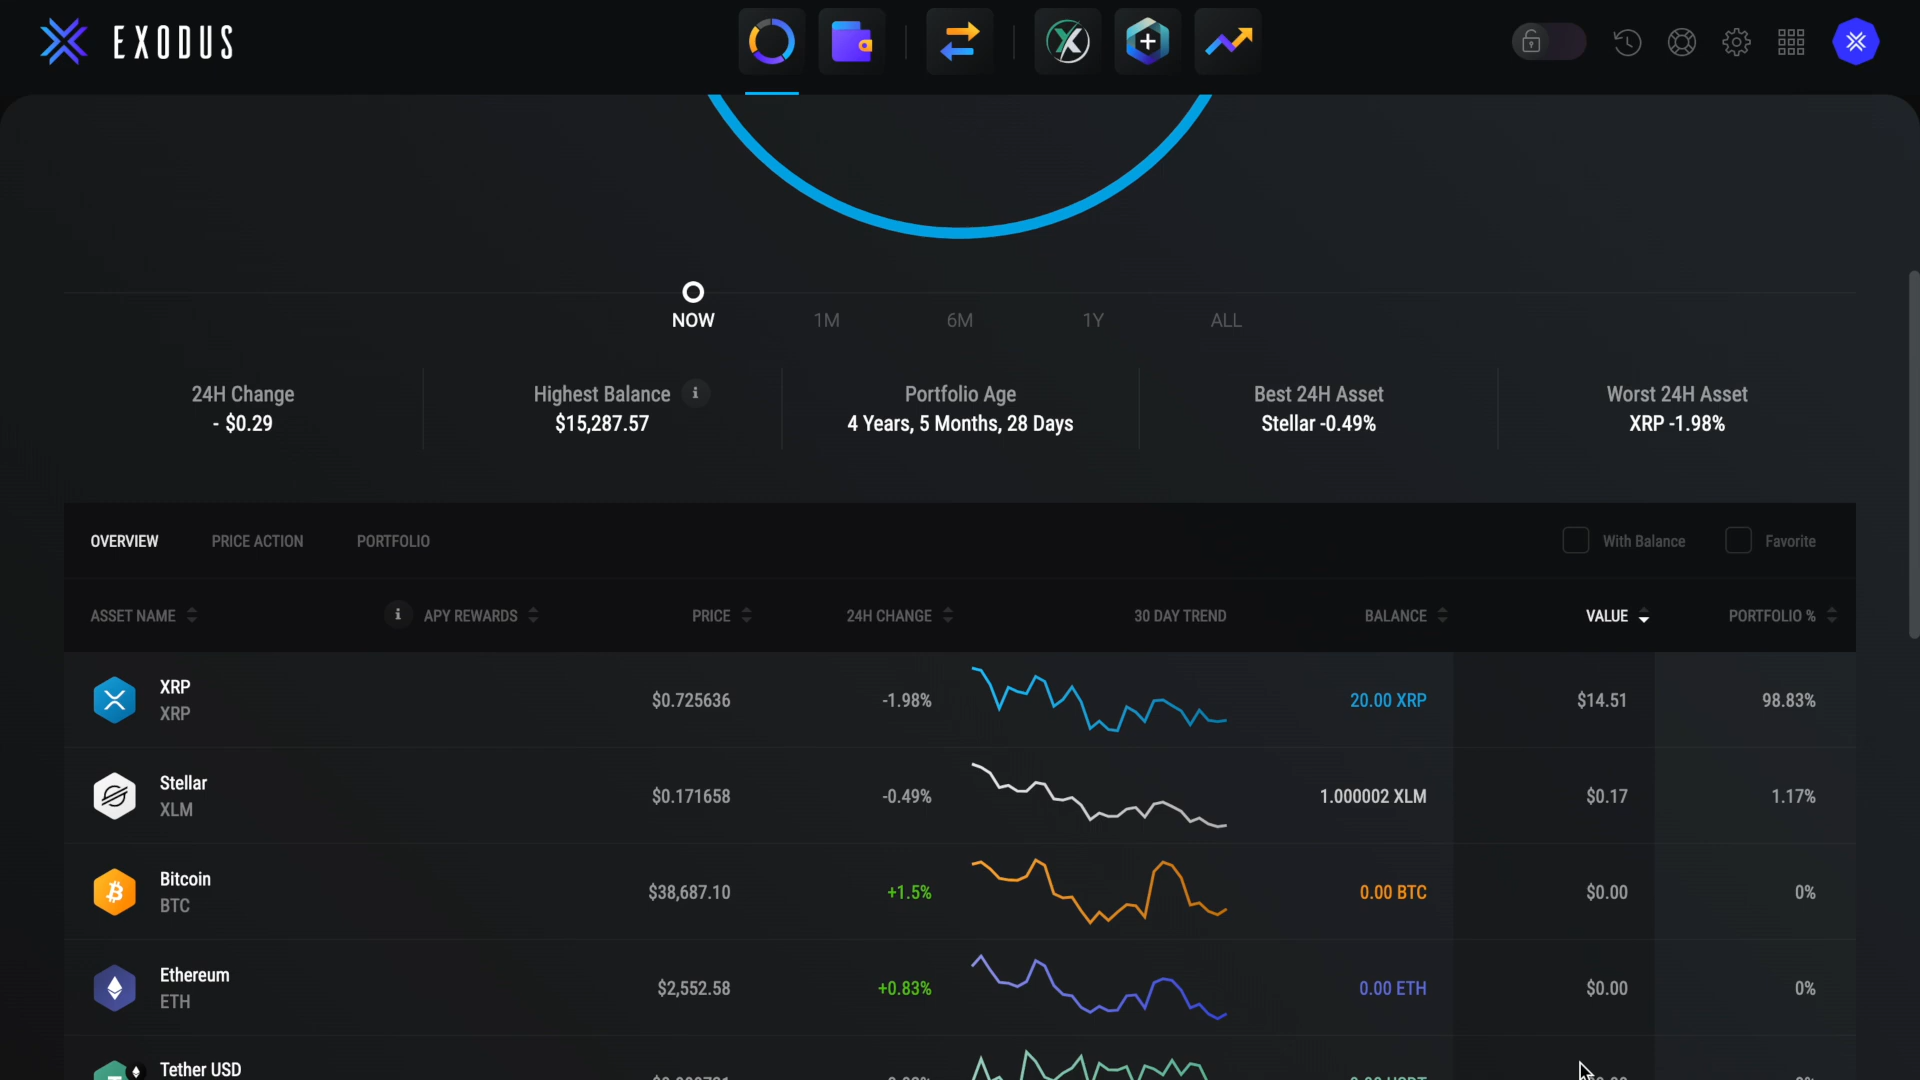 EXODUS
NOW 1M 6M 1Y ALL
24H Change Highest Balance i Portfolio Age Best 24H Asset Worst 24H Asset
- $0.29 $15,287.57 4 Years, 5 Months, 28 Days Stellar -0.49% XRP -1.98%
OVERVIEW PRICE ACTION PORTFOLIO With Balance Favorite
ASSET NAME i APY REWARDS PRICE 24H CHANGE 30 DAY TREND BALANCE VALUE PORTFOLIO %
XRP
XRP $0.725636 -1.98% 20.00 XRP $14.51 98.83%
Stellar
XLM $0.171658 -0.49% 1.000002 XLM $0.17 1.17%
Bitcoin
BTC $38,687.10 +1.5% 0.00 BTC $0.00 0%
Ethereum
ETH $2,552.58 +0.83% 0.00 ETH $0.00 0%
Tether USD